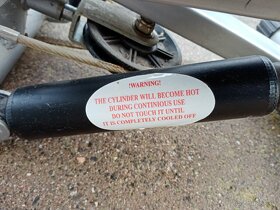 !WARNING!
THE CYLINDER WILL BECOME HOT
DURING CONTINIOUS USE
DO NOT TOUCH IT UNTIL
IT IS COMPLETELY COOLED OFF